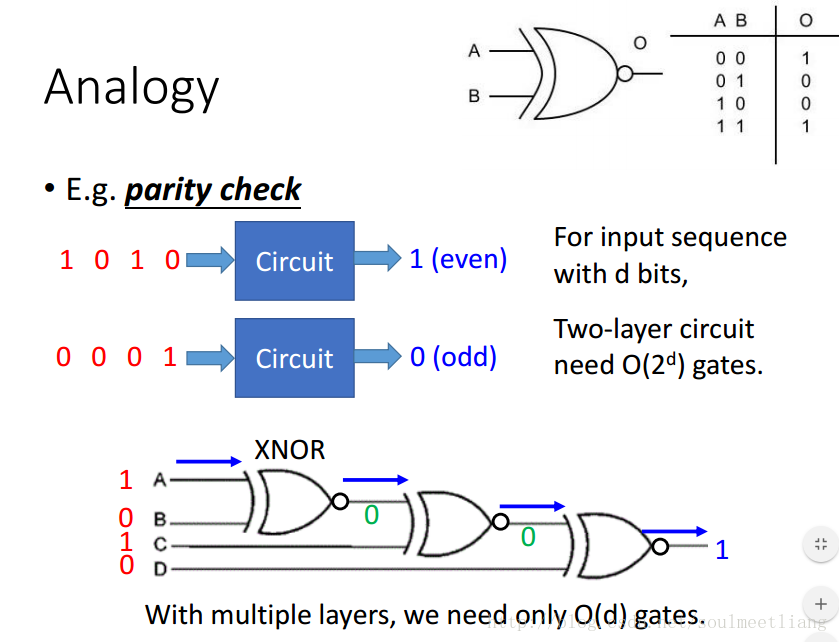 Analogy
A B O
0 0 1
0 1 0
1 0 0
1 1 1
A
B
O
• E.g. parity check
1 0 1 0 Circuit 1 (even)
0 0 0 1 Circuit 0 (odd)
For input sequence
with d bits,
Two-layer circuit
need O(2ᵈ) gates.
XNOR
1 A
0 B
1 C
0 D
0
0
1
With multiple layers, we need only O(d) gates.